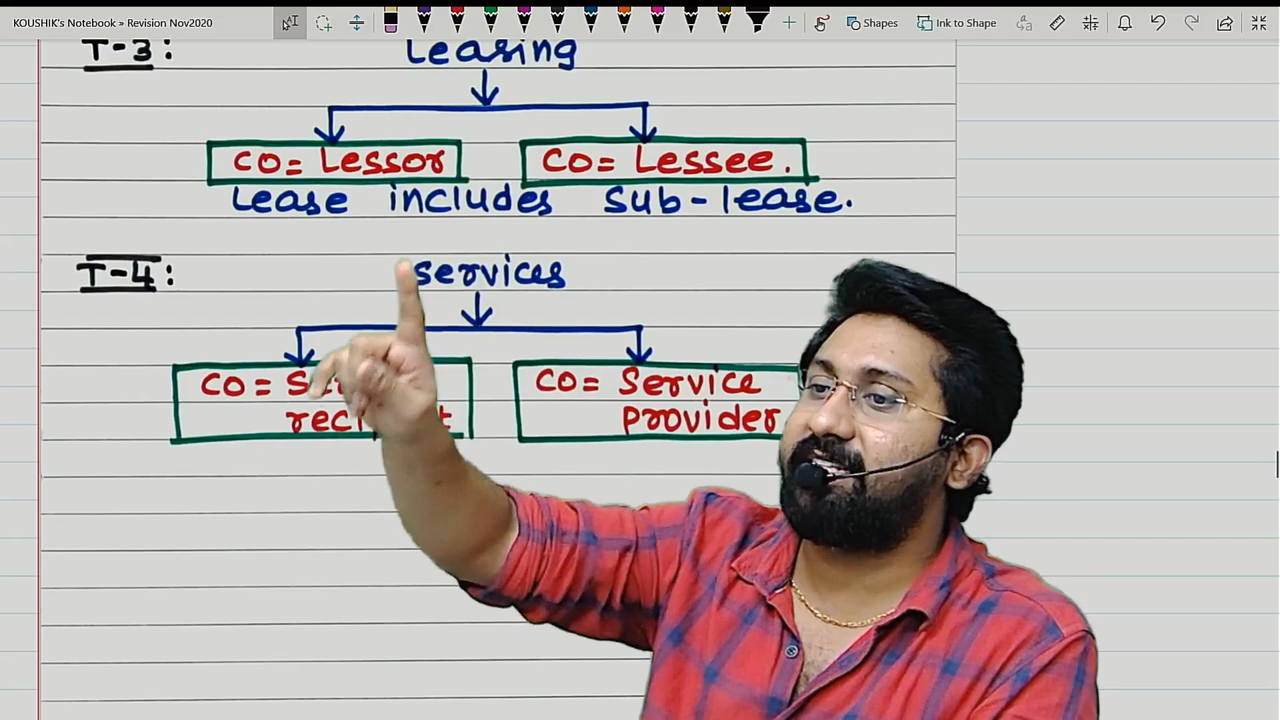 KOUSHIK's Notebook » Revision Nov2020
Shapes
Ink to Shape
T-3:
Leasing
CO= Lessor
CO= Lessee.
Lease includes sub-lease.
T-4:
services
CO=
CO= Service
provider